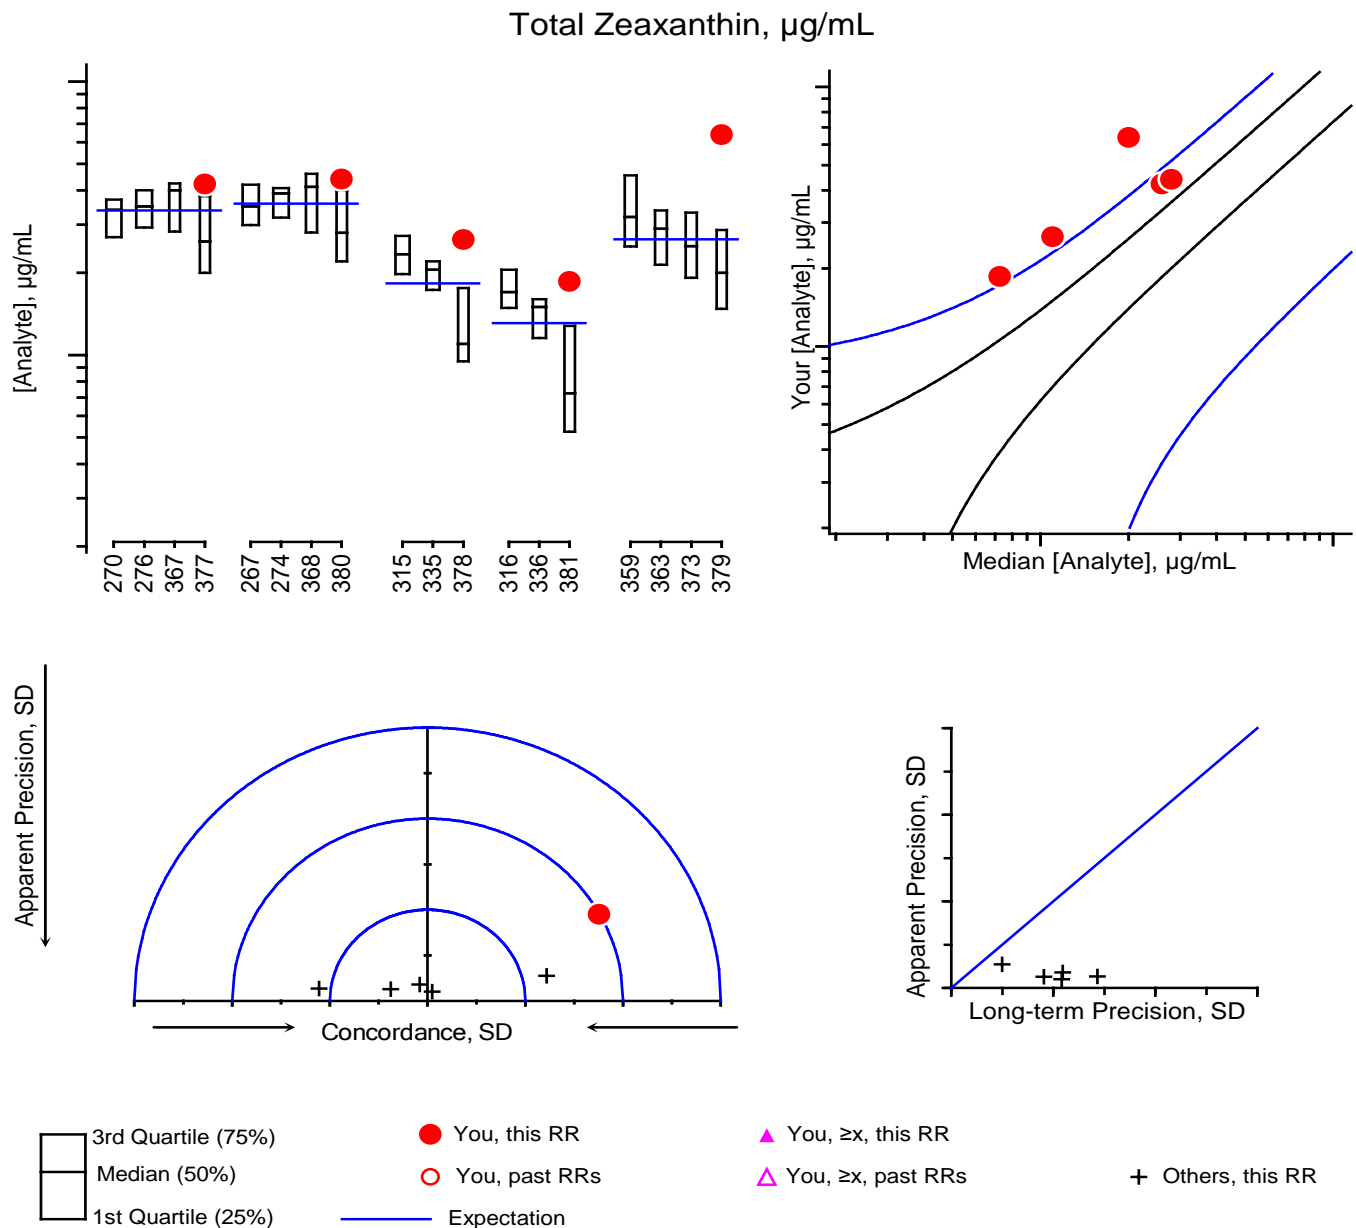 Total Zeaxanthin, µg/mL
[Analyte], µg/mL
270
276
367
377
267
274
368
380
315
335
378
316
336
381
359
363
373
379
Your [Analyte], µg/mL
Median [Analyte], µg/mL
Apparent Precision, SD
Concordance, SD
Apparent Precision, SD
Long-term Precision, SD
3rd Quartile (75%)
Median (50%)
1st Quartile (25%)
You, this RR
You, past RRs
Expectation
You, ≥x, this RR
You, ≥x, past RRs
Others, this RR